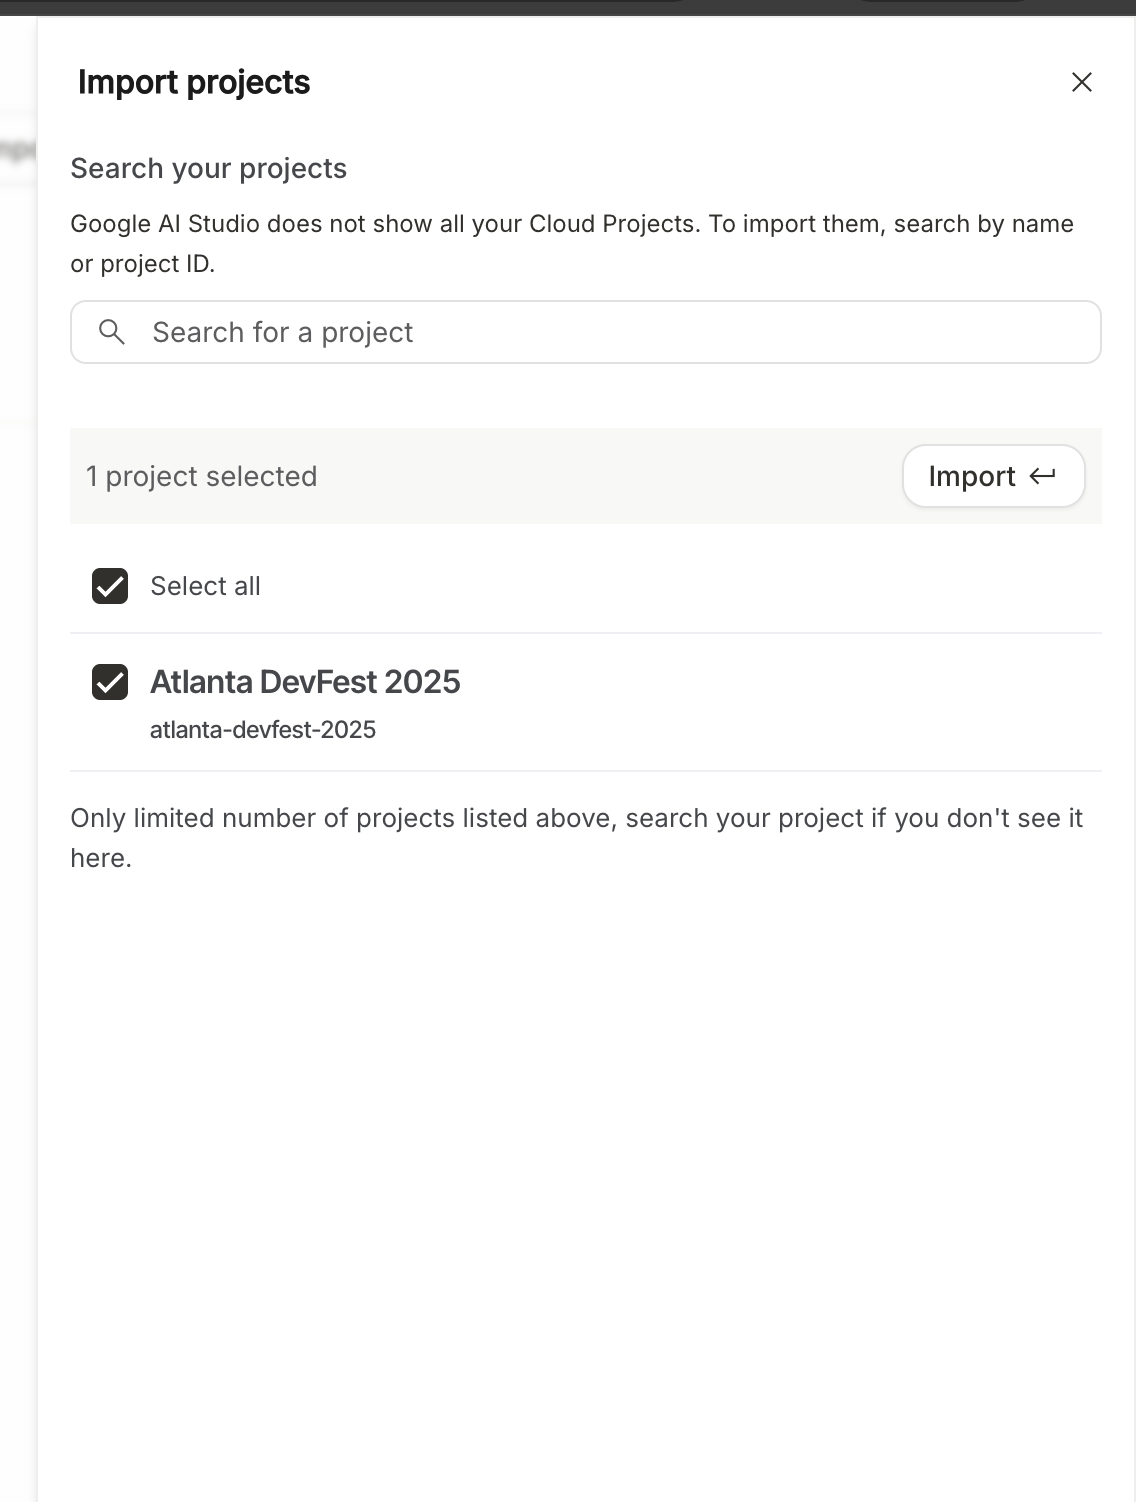 Import projects
Search your projects
Google AI Studio does not show all your Cloud Projects. To import them, search by name
or project ID.
Search for a project
1 project selected
Import
Select all
Atlanta DevFest 2025
atlanta-devfest-2025
Only limited number of projects listed above, search your project if you don't see it
here.